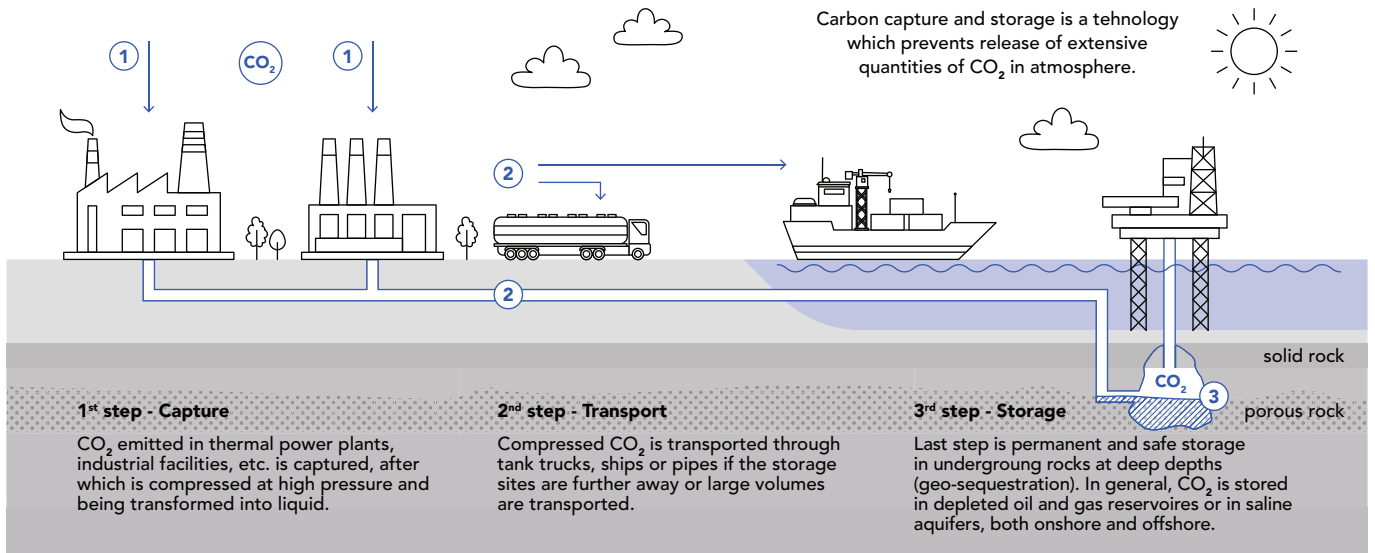 Carbon capture and storage is a tehnology
which prevents release of extensive
quantities of CO₂ in atmosphere.
1
CO₂
1
2
2
solid rock
CO₂
3
porous rock
1st step - Capture
CO₂ emitted in thermal power plants,
industrial facilities, etc. is captured, after
which is compressed at high pressure and
being transformed into liquid.
2nd step - Transport
Compressed CO₂ is transported through
tank trucks, ships or pipes if the storage
sites are further away or large volumes
are transported.
3rd step - Storage
Last step is permanent and safe storage
in undergroung rocks at deep depths
(geo-sequestration). In general, CO₂ is stored
in depleted oil and gas reservoires or in saline
aquifers, both onshore and offshore.